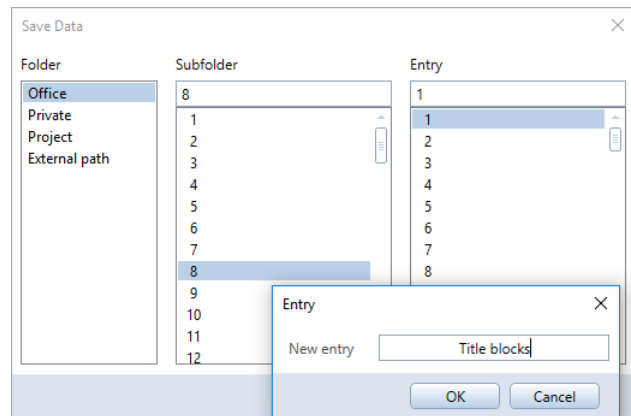 Save Data
Folder
Subfolder
Entry
Office
Private
Project
External path
8
1
2
3
4
5
6
7
8
9
10
11
12
1
1
2
3
4
5
6
7
8
Entry
New entry
Title blocks
OK
Cancel